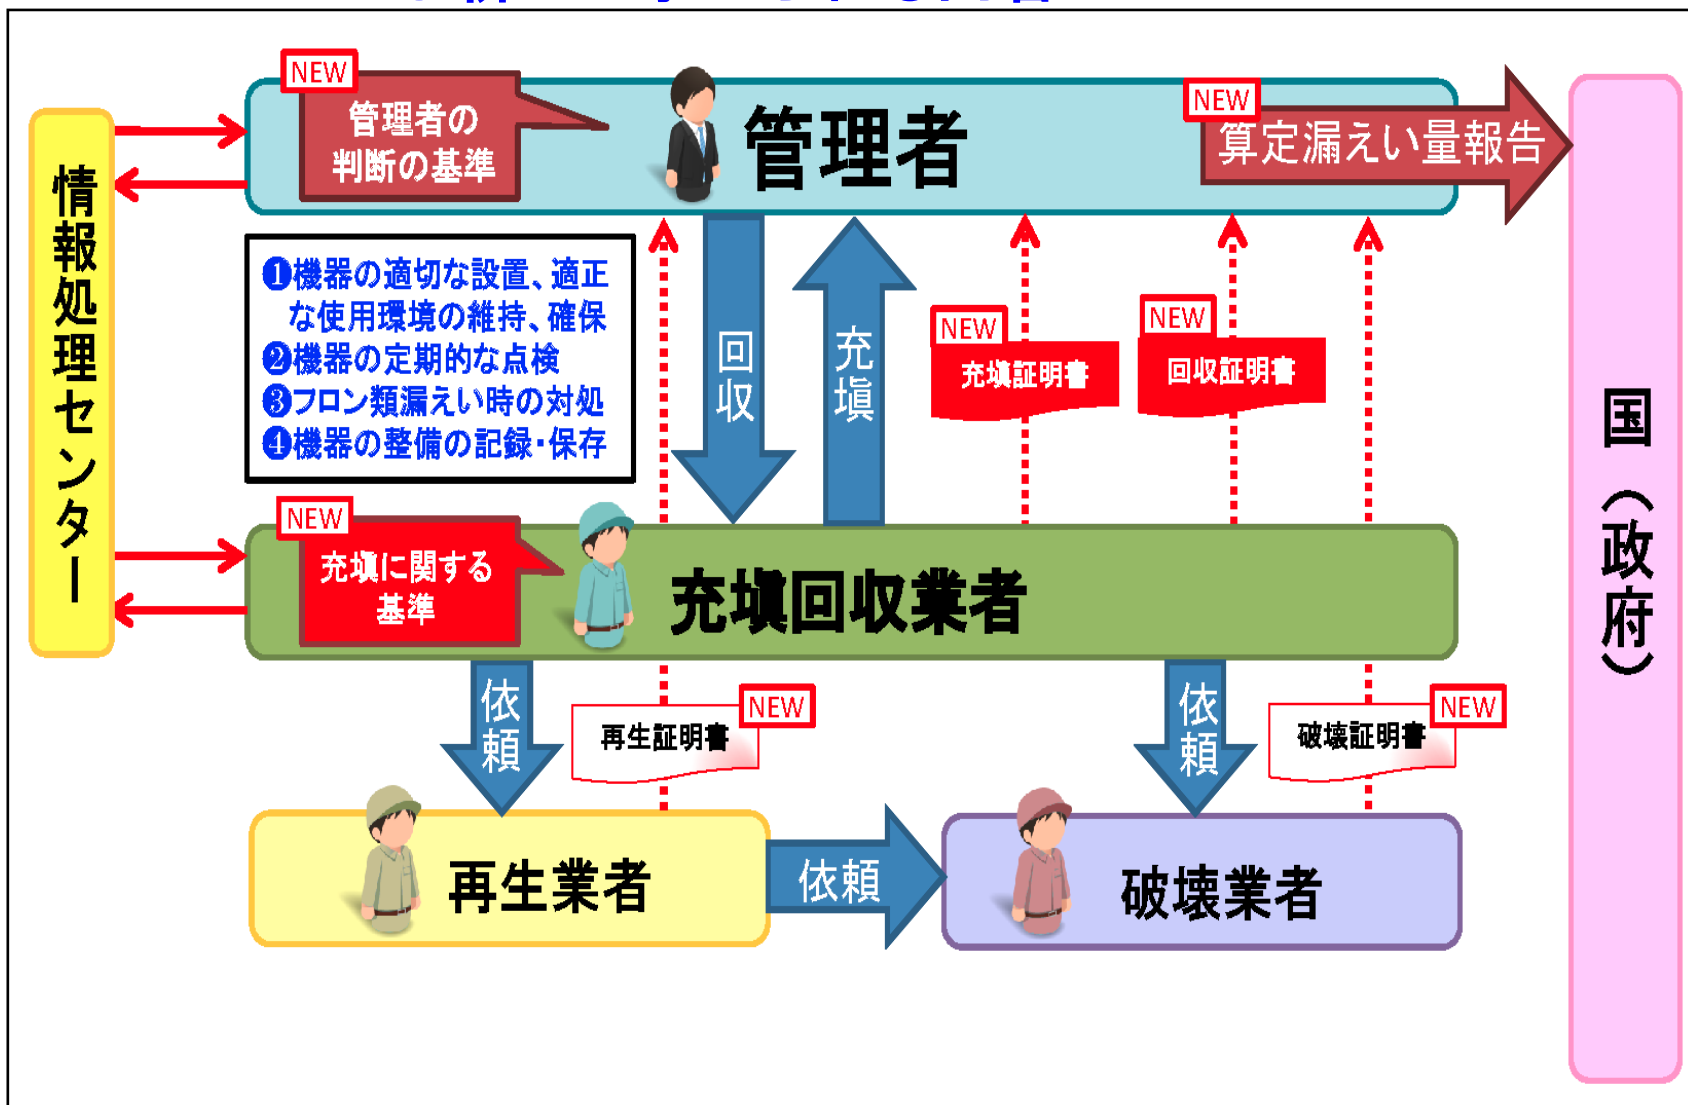 NEW
管理者の
判断の基準
管理者
NEW
算定漏えい量報告
情報処理センター
❶機器の適切な設置、適正
な使用環境の維持、確保
❷機器の定期的な点検
❸フロン類漏えい時の対処
❹機器の整備の記録・保存
回収
充塡
NEW
充塡証明書
NEW
回収証明書
国（政府）
NEW
充塡に関する
基準
充塡回収業者
依頼
再生証明書
NEW
依頼
破壊証明書
NEW
再生業者
依頼
破壊業者